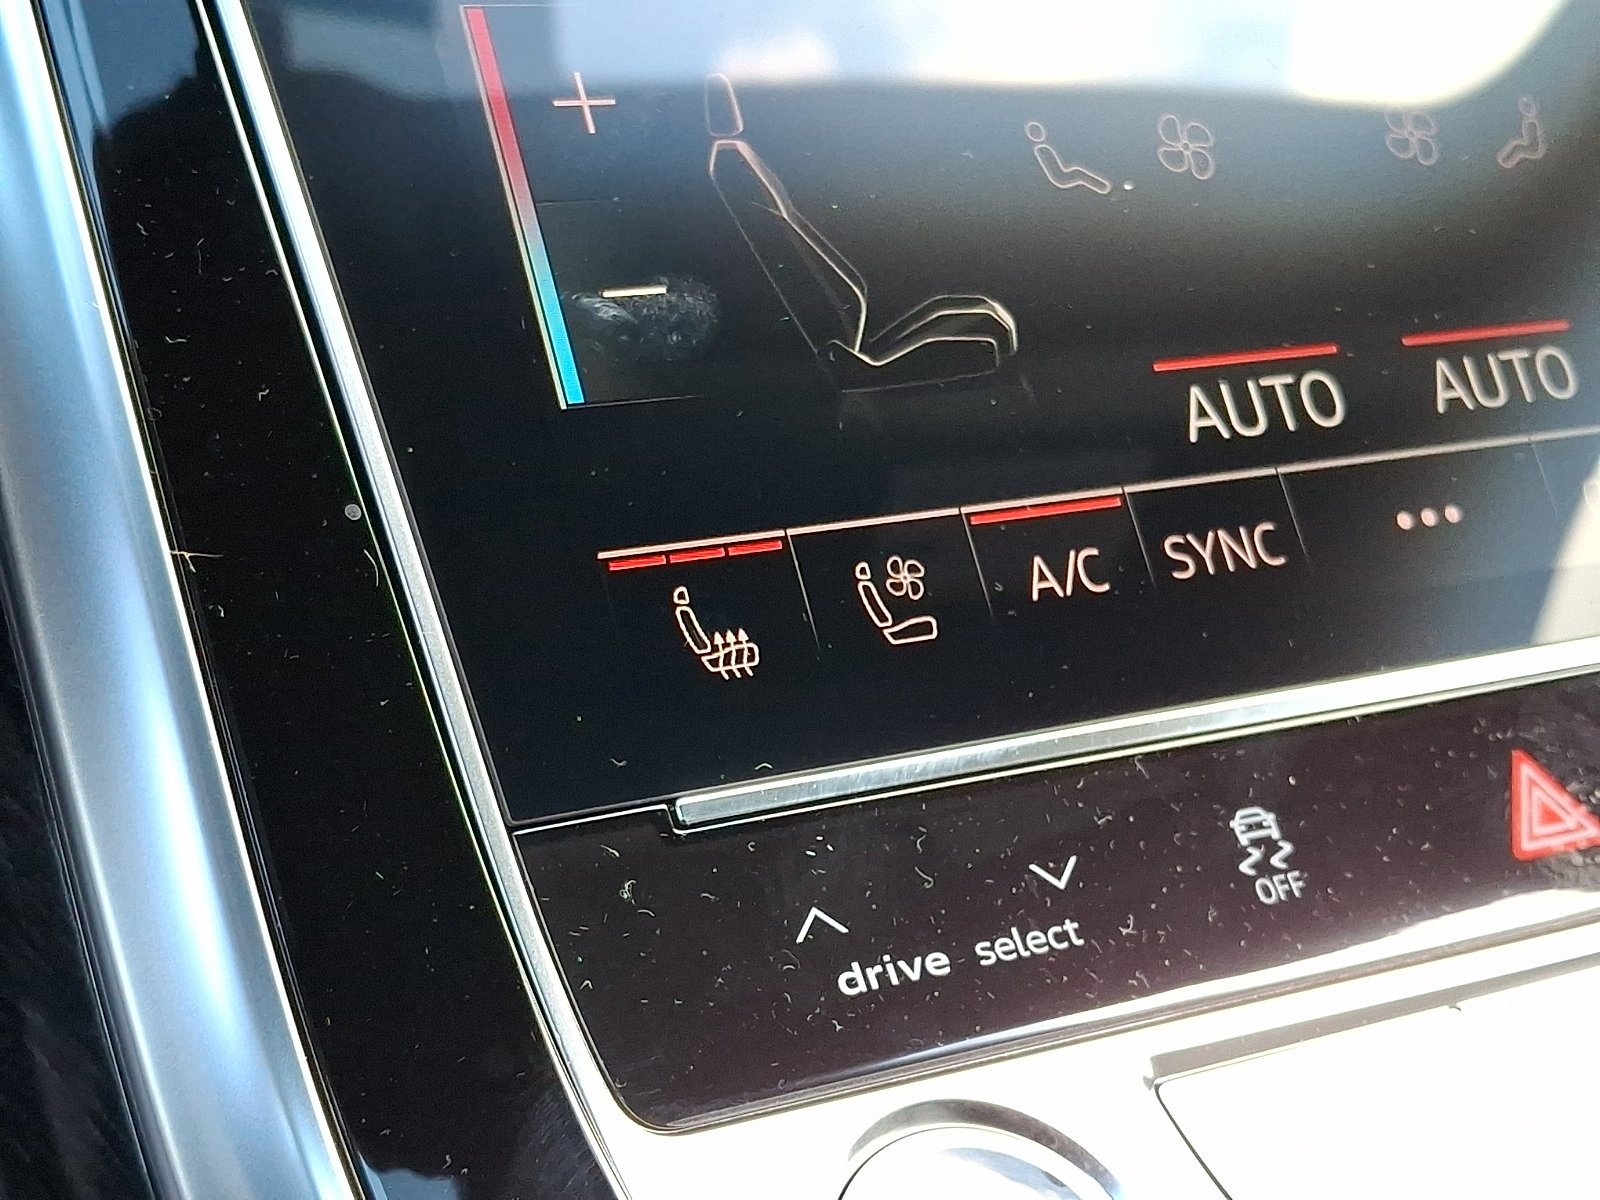 AUTO AUTO
A/C SYNC •••
OFF
drive select